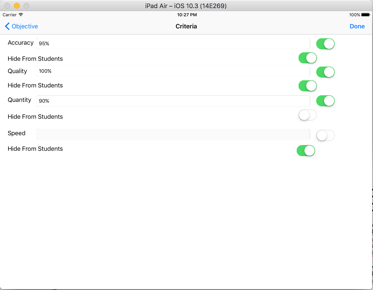 iPad Air – iOS 10.3 (14E269)
Carrier 10:27 PM 100%
Objective Criteria Done
Accuracy 95%
Hide From Students
Quality 100%
Hide From Students
Quantity 90%
Hide From Students
Speed
Hide From Students